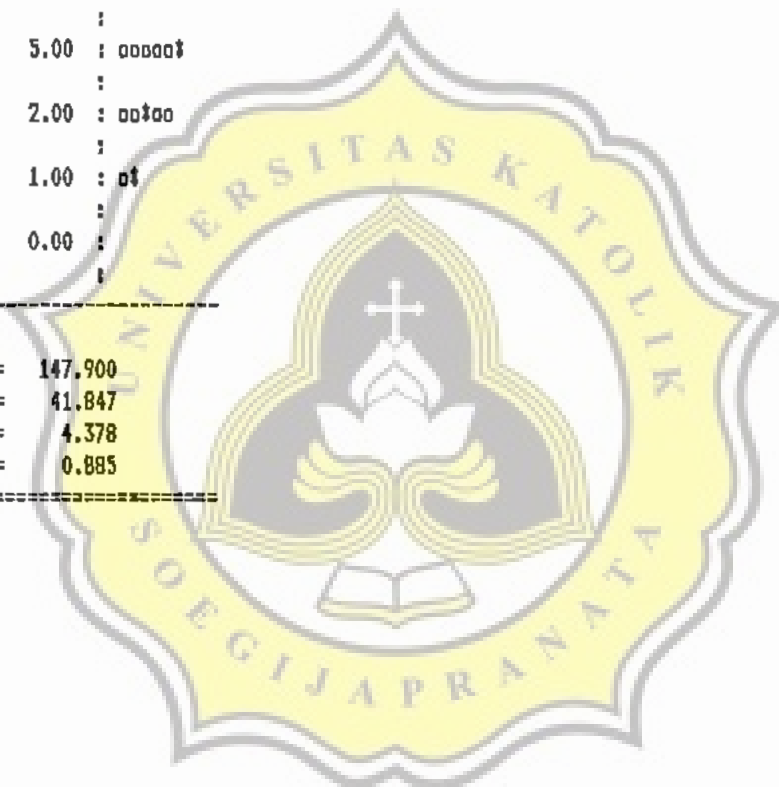 :
5.00 : ooooo*
:
2.00 : oo*oo
:
1.00 : o*
:
0.00 :
:
------------------------
= 147.900
= 41.847
= 4.378
= 0.885
========================
UNIVERSITAS KATOLIK
SOEGIJAPRANATA